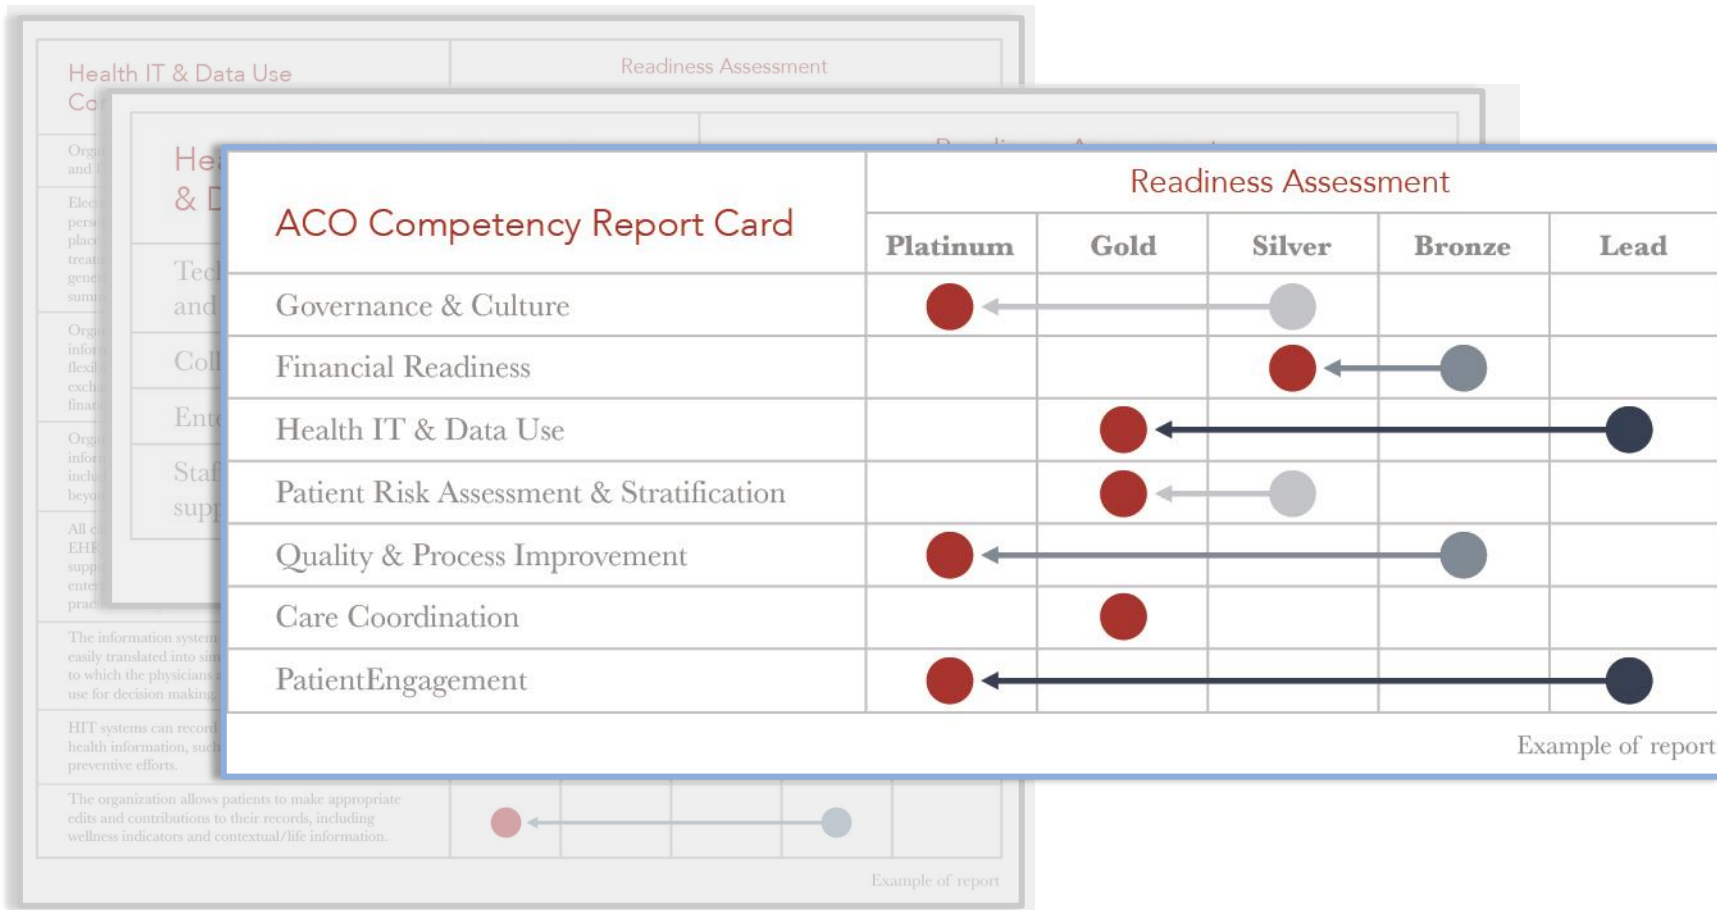 Health IT & Data Use
Readiness Assessment
ACO Competency Report Card
Readiness Assessment
Platinum Gold Silver Bronze Lead
Governance & Culture
Financial Readiness
Health IT & Data Use
Patient Risk Assessment & Stratification
Quality & Process Improvement
Care Coordination
PatientEngagement
Example of report
and
& D
and
The information system
easily translated into
to which the physicians
use for decision making
HIT systems can record
health information, such
preventive efforts.
The organization allows patients to make appropriate
edits and contributions to their records, including
wellness indicators and contextual/life information.
Example of report